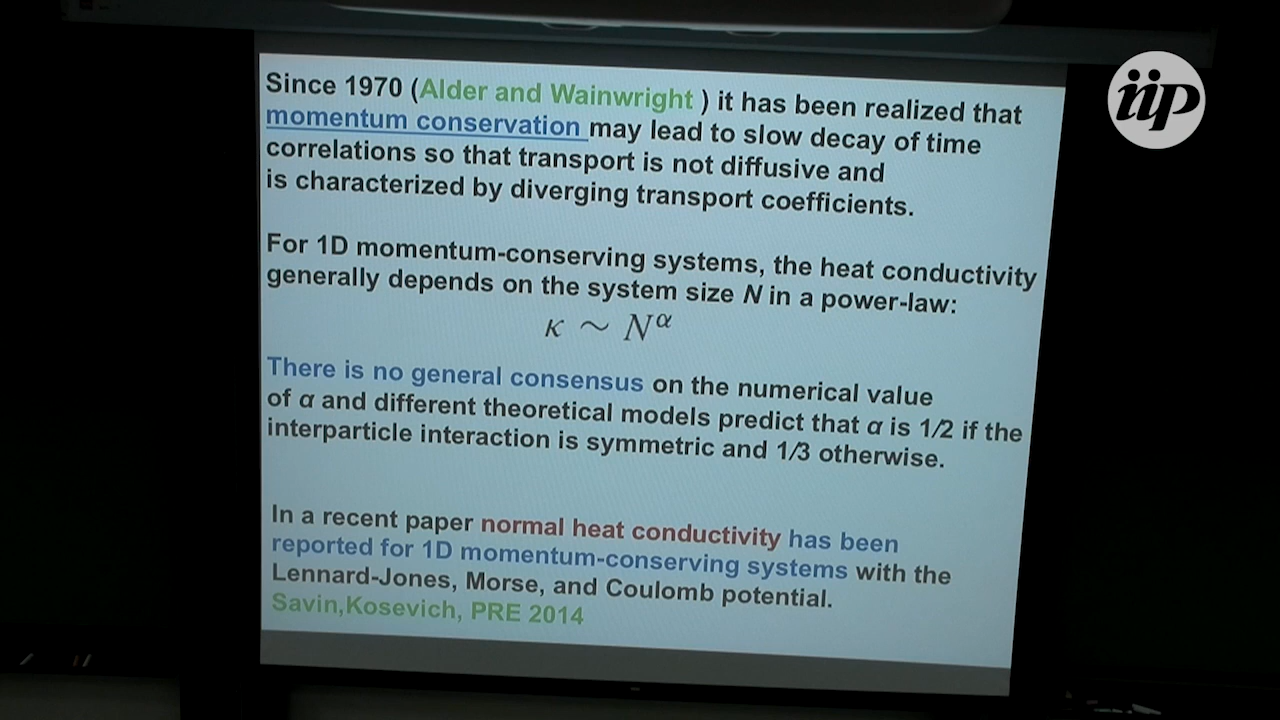 iip
Since 1970 (Alder and Wainwright ) it has been realized that
momentum conservation may lead to slow decay of time
correlations so that transport is not diffusive and
is characterized by diverging transport coefficients.
For 1D momentum-conserving systems, the heat conductivity
generally depends on the system size N in a power-law:
κ ~ N^α
There is no general consensus on the numerical value
of α and different theoretical models predict that α is 1/2 if the
interparticle interaction is symmetric and 1/3 otherwise.
In a recent paper normal heat conductivity has been
reported for 1D momentum-conserving systems with the
Lennard-Jones, Morse, and Coulomb potential.
Savin,Kosevich, PRE 2014